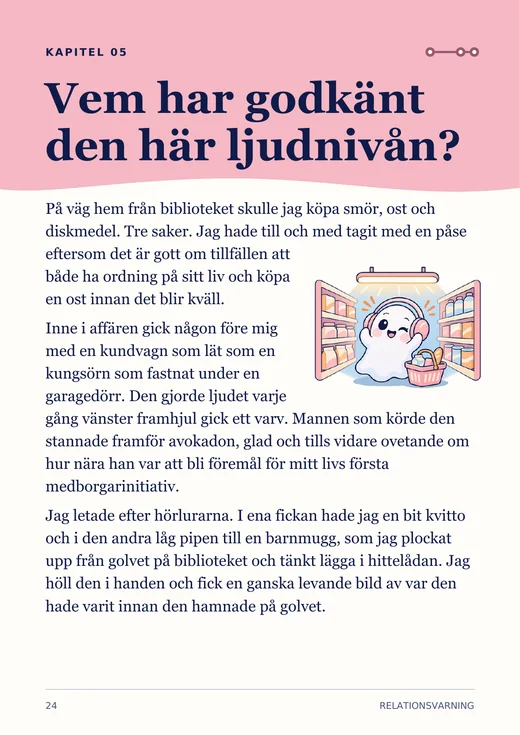 KAPITEL 05
Vem har godkänt
den här ljudnivån?
På väg hem från biblioteket skulle jag köpa smör, ost och
diskmedel. Tre saker. Jag hade till och med tagit med en påse
eftersom det är gott om tillfällen att
både ha ordning på sitt liv och köpa
en ost innan det blir kväll.
Inne i affären gick någon före mig
med en kundvagn som lät som en
kungsörn som fastnat under en
garagedörr. Den gjorde ljudet varje
gång vänster framhjul gick ett varv. Mannen som körde den
stannade framför avokadon, glad och tills vidare ovetande om
hur nära han var att bli föremål för mitt livs första
medborgarinitiativ.
Jag letade efter hörlurarna. I ena fickan hade jag en bit kvitto
och i den andra låg pipen till en barnmugg, som jag plockat
upp från golvet på biblioteket och tänkt lägga i hittelådan. Jag
höll den i handen och fick en ganska levande bild av var den
hade varit innan den hamnade på golvet.
24
RELATIONSVARNING